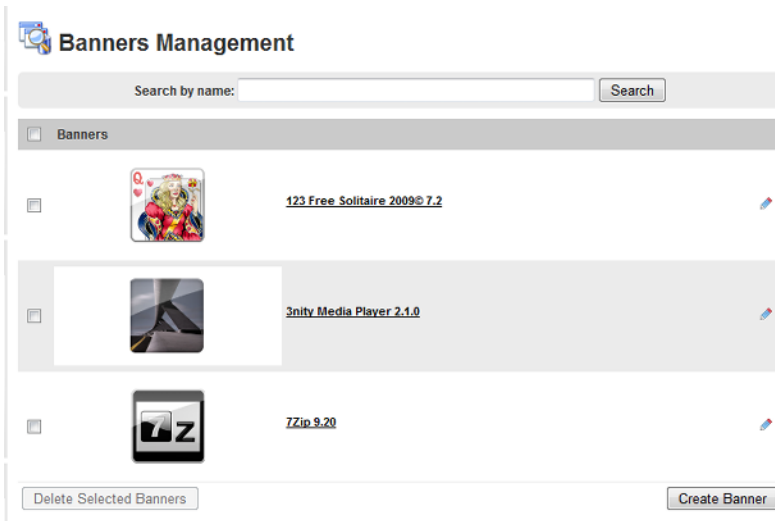 Banners Management
Search by name: Search
Banners
Q
123 Free Solitaire 2009© 7.2
3nity Media Player 2.1.0
7z
7Zip 9.20
Delete Selected Banners Create Banner